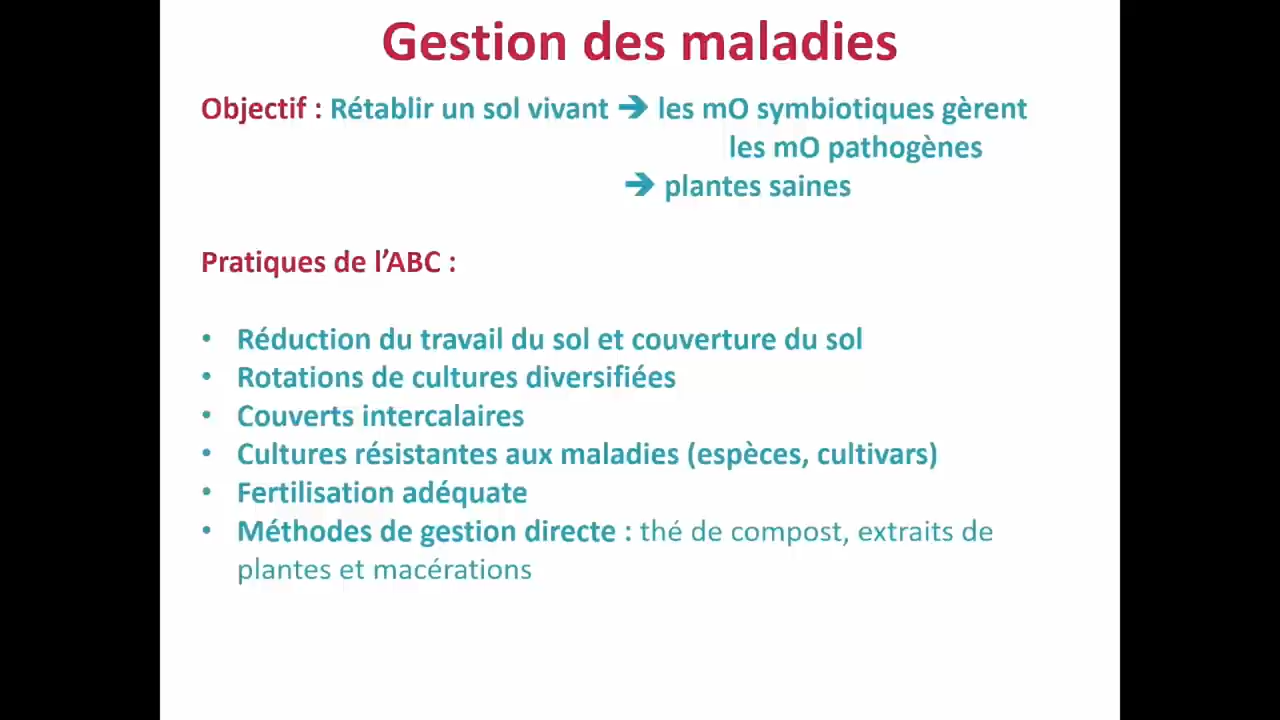 Gestion des maladies
Objectif : Rétablir un sol vivant ➔ les mO symbiotiques gèrent
les mO pathogènes
➔ plantes saines
Pratiques de l’ABC :
• Réduction du travail du sol et couverture du sol
• Rotations de cultures diversifiées
• Couverts intercalaires
• Cultures résistantes aux maladies (espèces, cultivars)
• Fertilisation adéquate
• Méthodes de gestion directe : thé de compost, extraits de
plantes et macérations